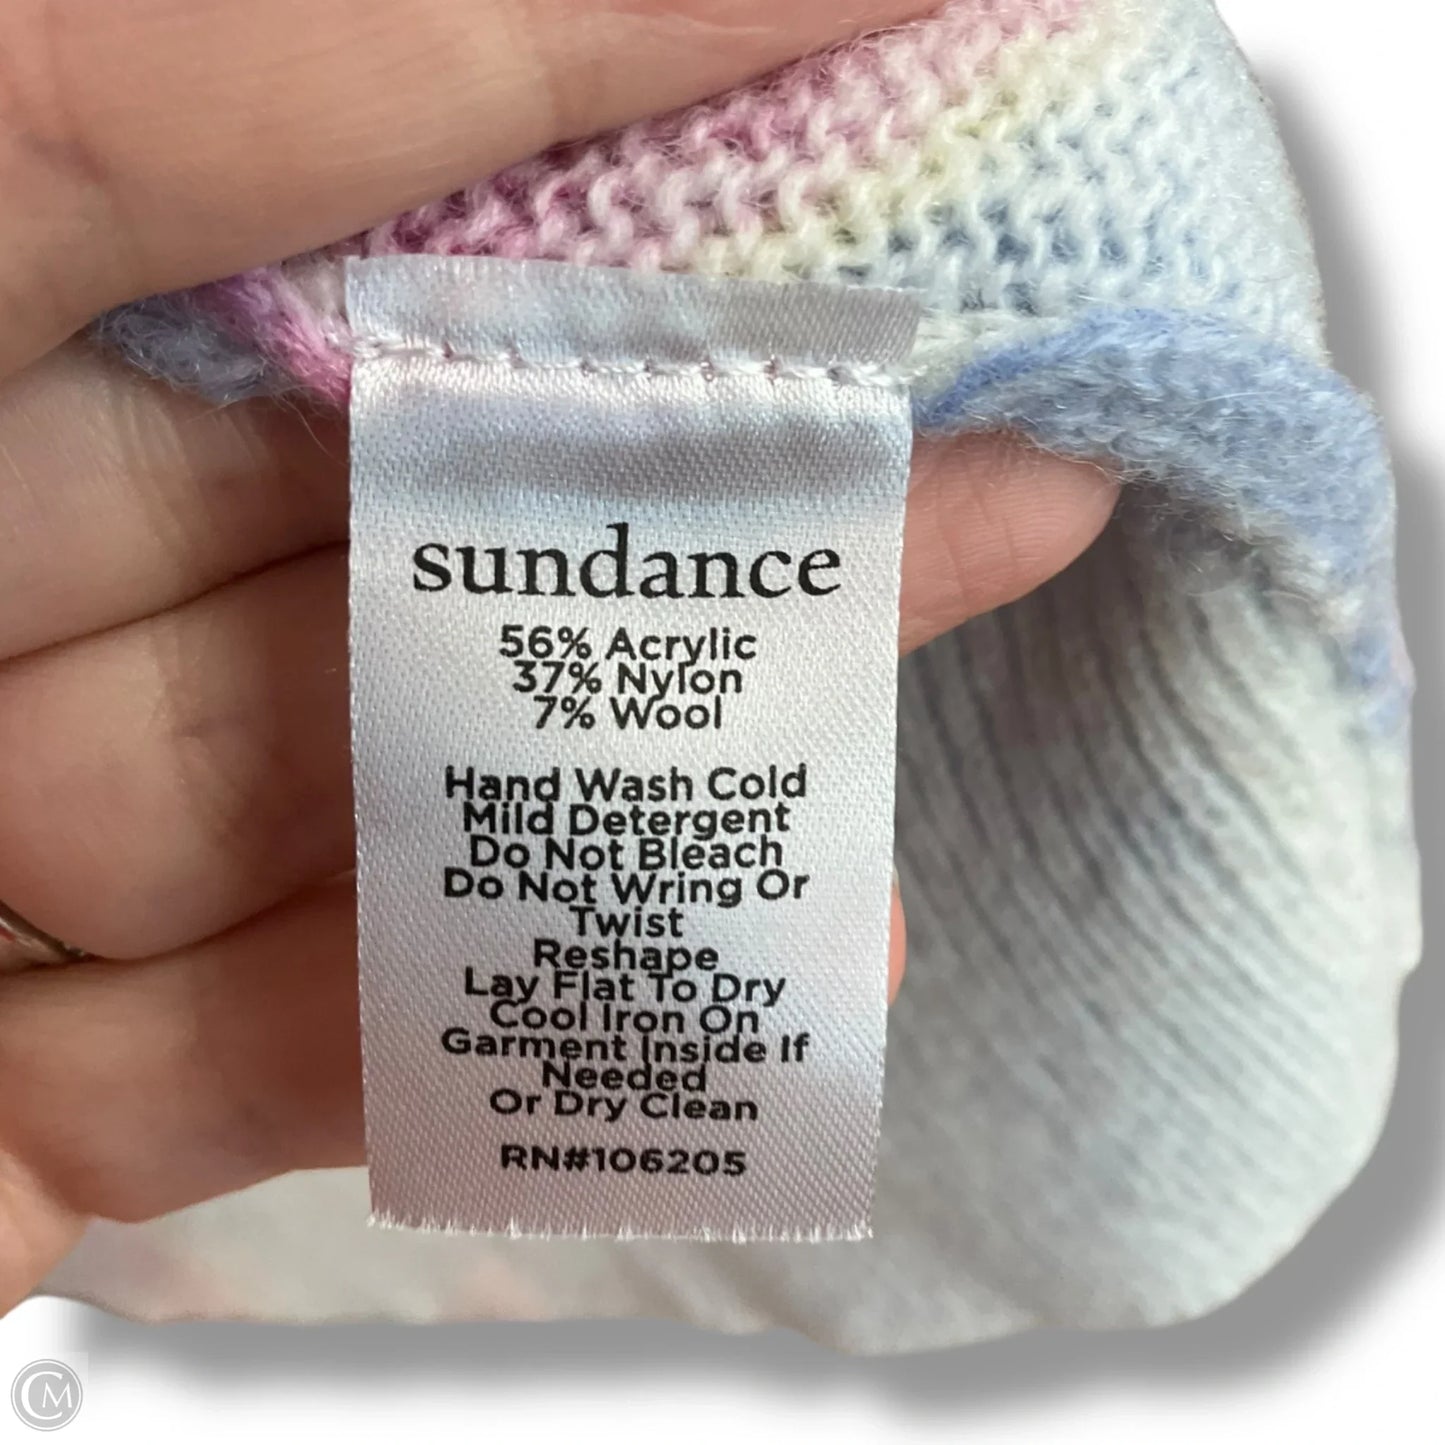 sundance
56% Acrylic
37% Nylon
7% Wool
Hand Wash Cold
Mild Detergent
Do Not Bleach
Do Not Wring Or
Twist
Reshape
Lay Flat To Dry
Cool Iron On
Garment Inside If
Needed
Or Dry Clean
RN#106205
CM